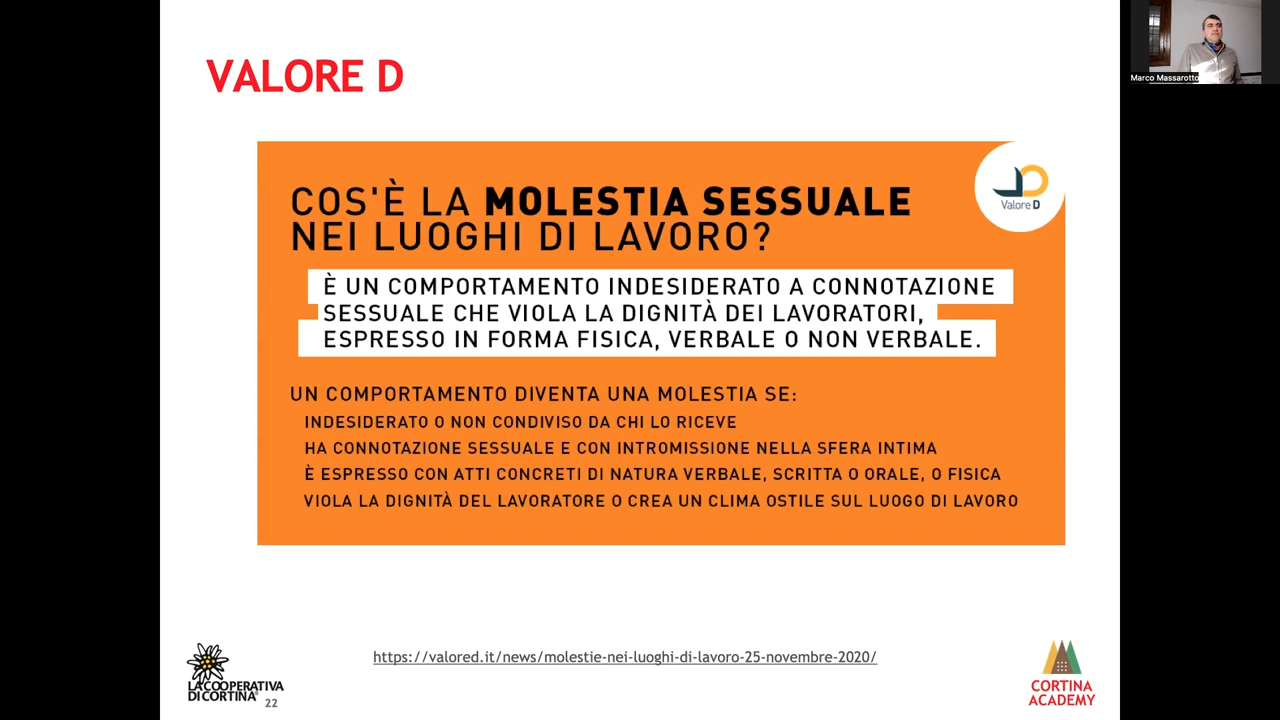 VALORE D
Marco Massarotto
COS'È LA MOLESTIA SESSUALE
NEI LUOGHI DI LAVORO?
Valore D
È UN COMPORTAMENTO INDESIDERATO A CONNOTAZIONE
SESSUALE CHE VIOLA LA DIGNITÀ DEI LAVORATORI,
ESPRESSO IN FORMA FISICA, VERBALE O NON VERBALE.
UN COMPORTAMENTO DIVENTA UNA MOLESTIA SE:
INDESIDERATO O NON CONDIVISO DA CHI LO RICEVE
HA CONNOTAZIONE SESSUALE E CON INTROMISSIONE NELLA SFERA INTIMA
È ESPRESSO CON ATTI CONCRETI DI NATURA VERBALE, SCRITTA O ORALE, O FISICA
VIOLA LA DIGNITÀ DEL LAVORATORE O CREA UN CLIMA OSTILE SUL LUOGO DI LAVORO
https://valored.it/news/molestie-nei-luoghi-di-lavoro-25-novembre-2020/
LA COOPERATIVA
DI CORTINA®
22
CORTINA
ACADEMY